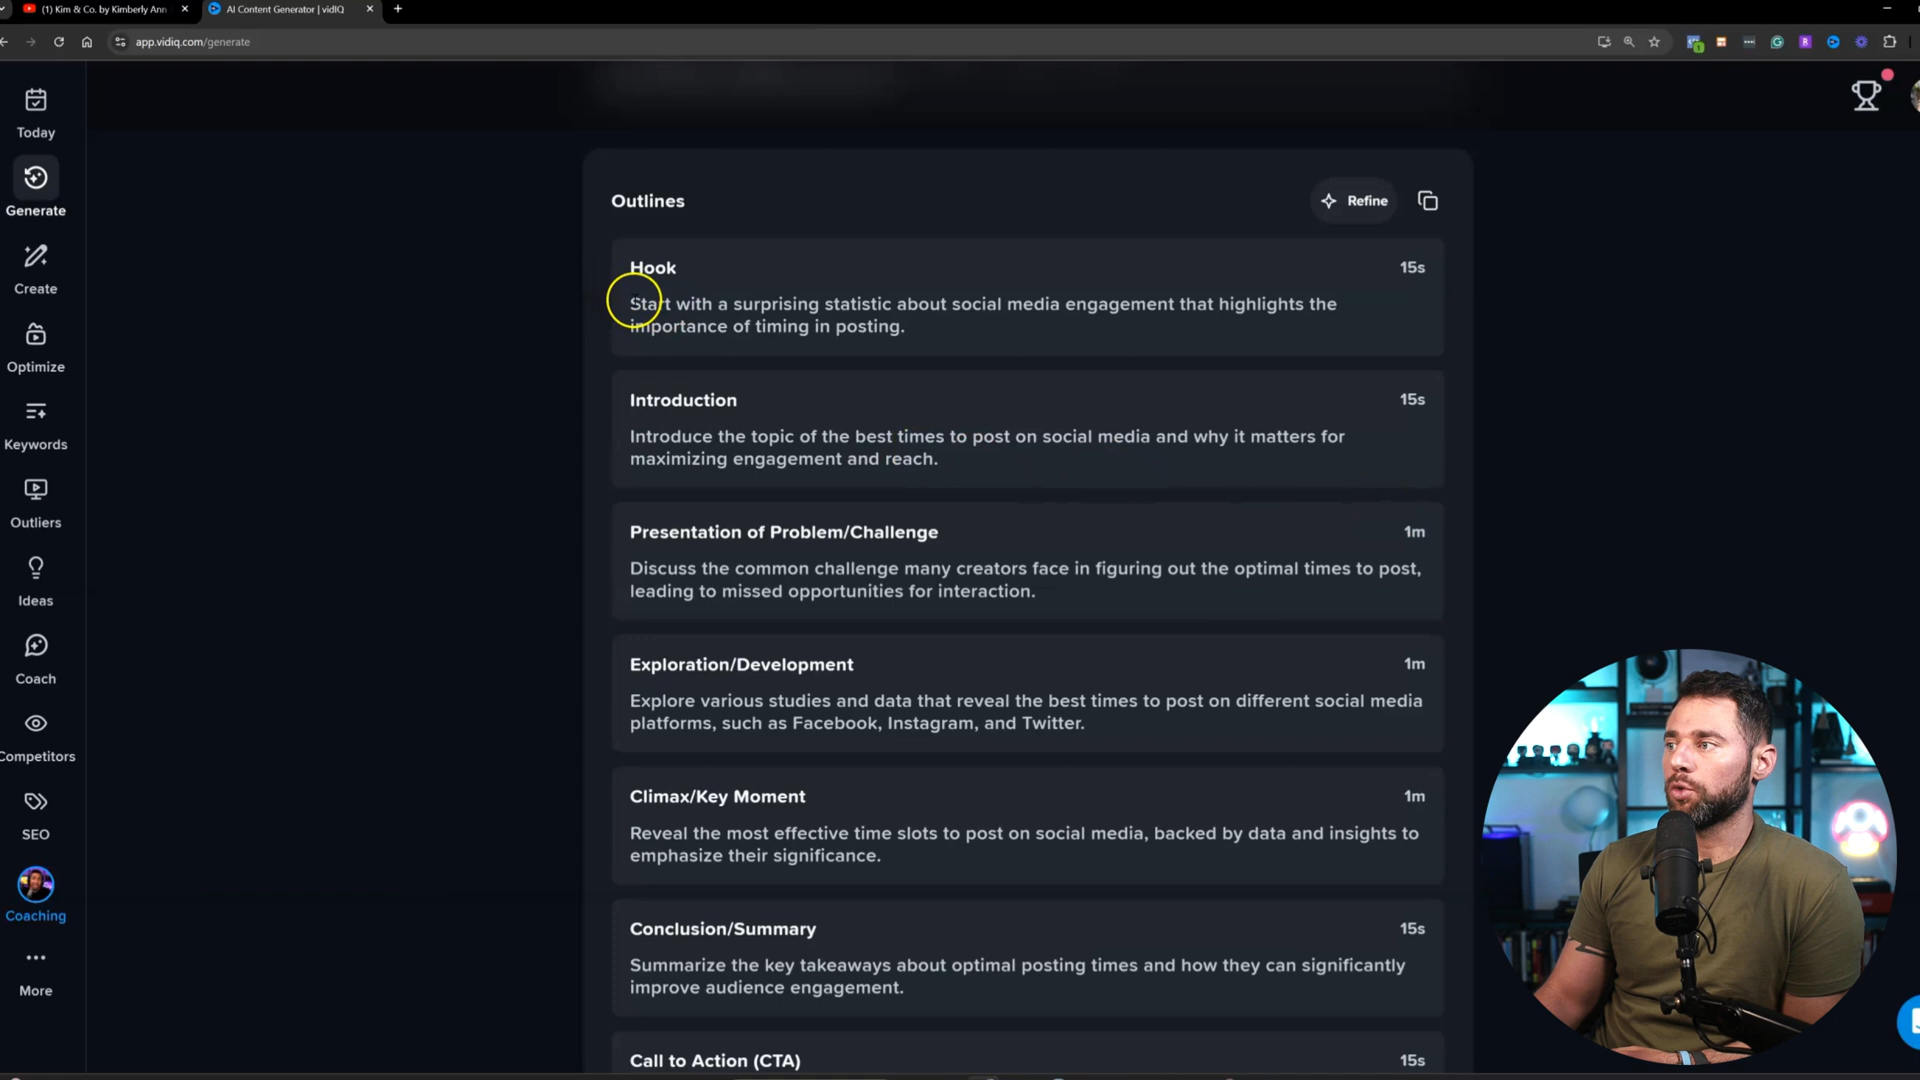 (1) Kim & Co. by Kimberly Ann
AI Content Generator | vidIQ
app.vidiq.com/generate
Today
Generate
Create
Optimize
Keywords
Outliers
Ideas
Coach
Competitors
SEO
Coaching
More
Outlines
Refine
Hook
15s
Start with a surprising statistic about social media engagement that highlights the
importance of timing in posting.
Introduction
15s
Introduce the topic of the best times to post on social media and why it matters for
maximizing engagement and reach.
Presentation of Problem/Challenge
1m
Discuss the common challenge many creators face in figuring out the optimal times to post,
leading to missed opportunities for interaction.
Exploration/Development
1m
Explore various studies and data that reveal the best times to post on different social media
platforms, such as Facebook, Instagram, and Twitter.
Climax/Key Moment
1m
Reveal the most effective time slots to post on social media, backed by data and insights to
emphasize their significance.
Conclusion/Summary
15s
Summarize the key takeaways about optimal posting times and how they can significantly
improve audience engagement.
Call to Action (CTA)
15s